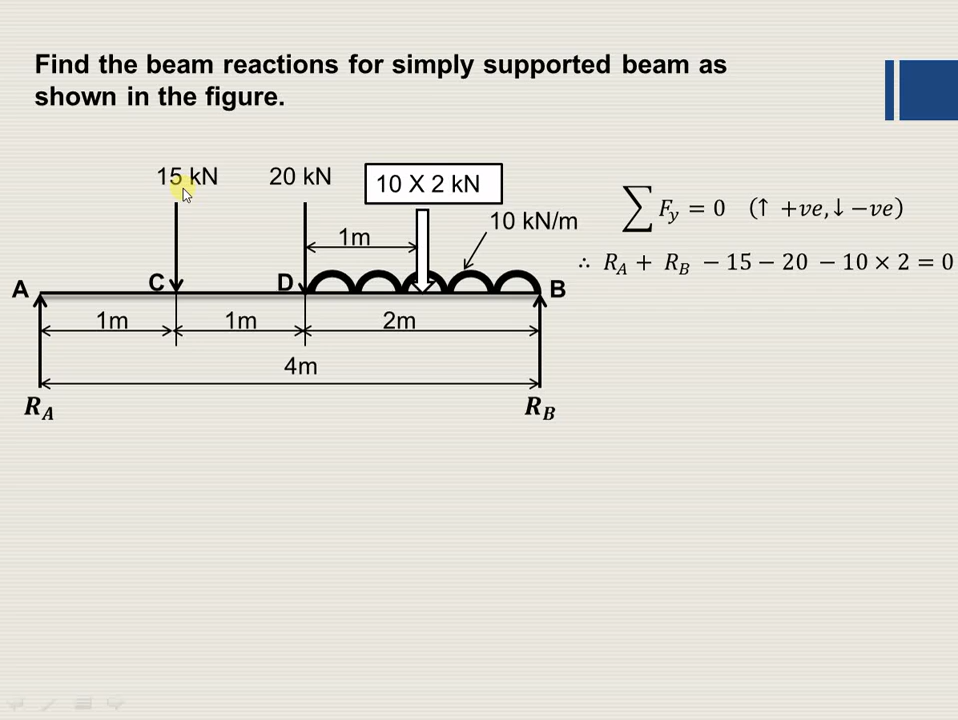 Find the beam reactions for simply supported beam as
shown in the figure.
15 kN 20 kN 10 X 2 kN
10 kN/m
1m
∑ F_y = 0 (↑ +ve,↓ −ve)
∴ R_A + R_B − 15 − 20 − 10 × 2 = 0
A C D B
1m 1m 2m
4m
R_A R_B